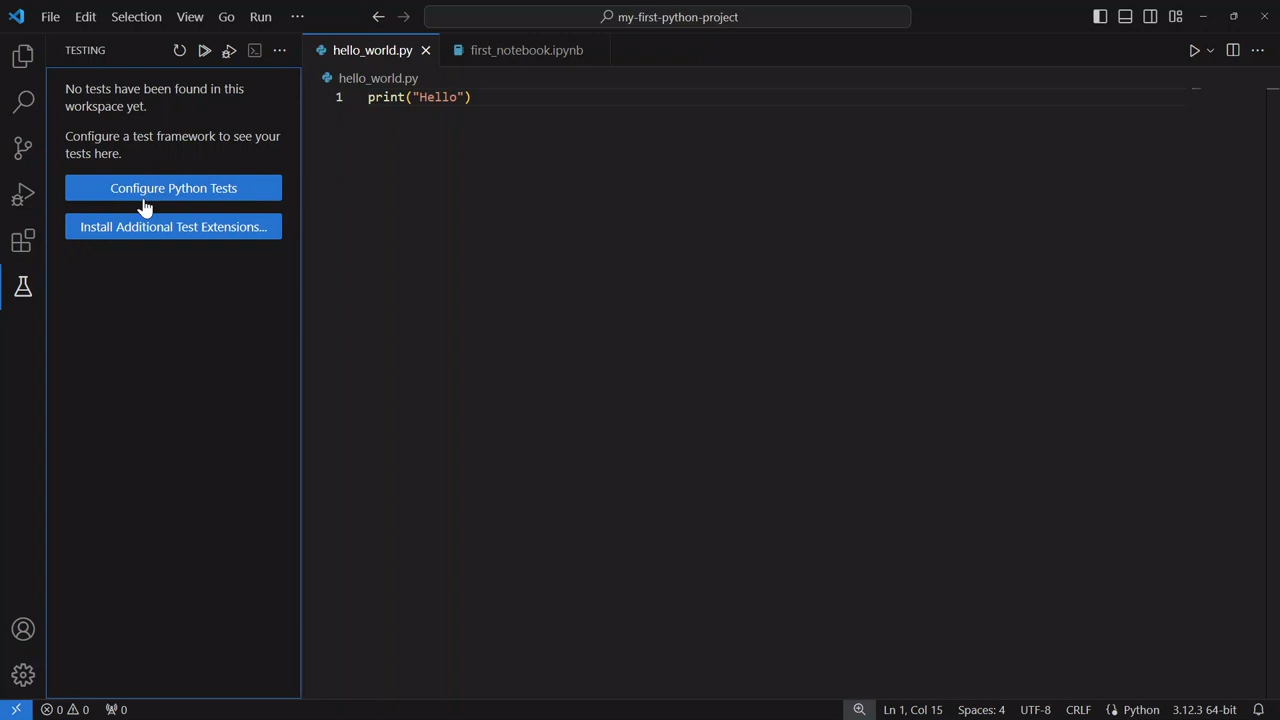 File Edit Selection View Go Run ···
my-first-python-project
TESTING
hello_world.py
first_notebook.ipynb
hello_world.py
No tests have been found in this
workspace yet.
Configure a test framework to see your
tests here.
Configure Python Tests
Install Additional Test Extensions...
1 print("Hello")
0 0 0
Ln 1, Col 15 Spaces: 4 UTF-8 CRLF Python 3.12.3 64-bit